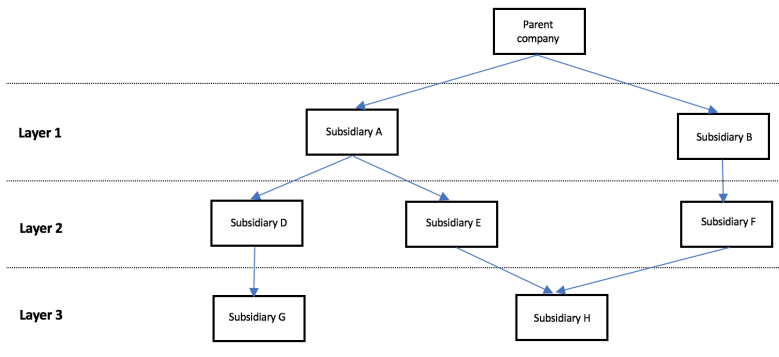 Parent
company
Layer 1
Subsidiary A
Subsidiary B
Layer 2
Subsidiary D
Subsidiary E
Subsidiary F
Layer 3
Subsidiary G
Subsidiary H